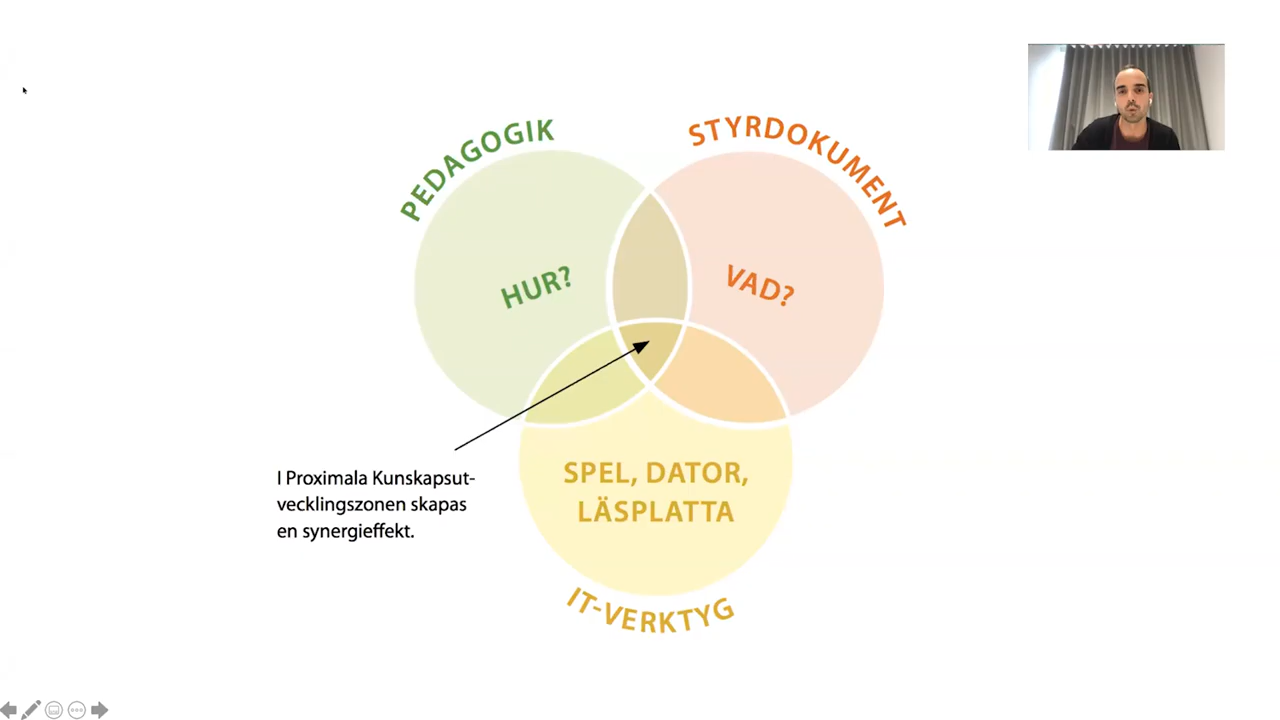 PEDAGOGIK
STYRDOKUMENT
HUR?
VAD?
I Proximala Kunskapsut-
vecklingszonen skapas
en synergieffekt.
SPEL, DATOR,
LÄSPLATTA
IT-VERKTYG